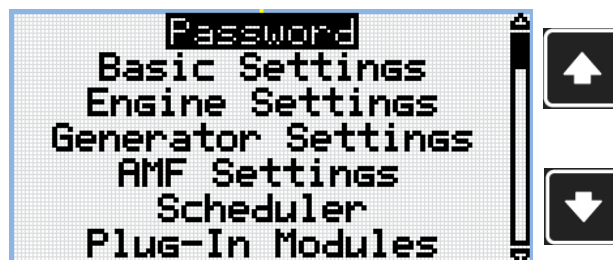 Password
Basic Settings
Engine Settings
Generator Settings
AMF Settings
Scheduler
Plug-In Modules